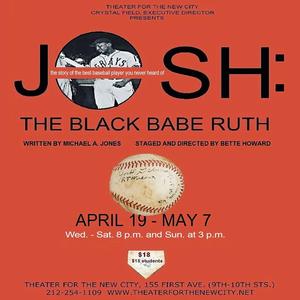 THEATER FOR THE NEW CITY
CRYSTAL FIELD, EXECUTIVE DIRECTOR
PRESENTS
JOSH:
the story of the best baseball player you never heard of
THE BLACK BABE RUTH
WRITTEN BY MICHAEL A. JONES STAGED AND DIRECTED BY BETTE HOWARD
APRIL 19 - MAY 7
Wed. - Sat. 8 p.m. and Sun. at 3 p.m.
$18
$18 students
THEATER FOR THE NEW CITY, 155 FIRST AVE. (9TH-10TH STS.)
212-254-1109 WWW.THEATERFORTHENEWCITY.NET